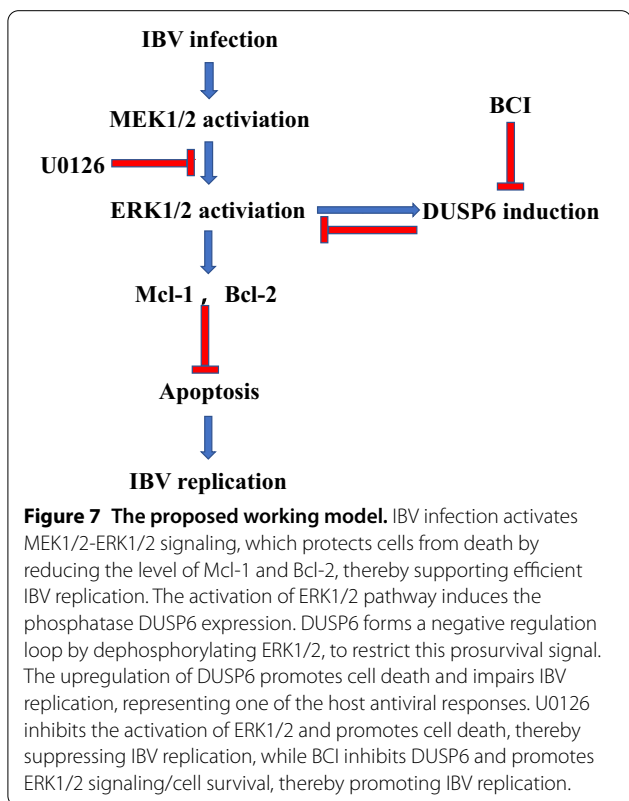 IBV infection
MEK1/2 activiation
BCI
U0126
ERK1/2 activiation
DUSP6 induction
Mcl-1 , Bcl-2
Apoptosis
IBV replication
Figure 7 The proposed working model. IBV infection activates
MEK1/2-ERK1/2 signaling, which protects cells from death by
reducing the level of Mcl-1 and Bcl-2, thereby supporting efficient
IBV replication. The activation of ERK1/2 pathway induces the
phosphatase DUSP6 expression. DUSP6 forms a negative regulation
loop by dephosphorylating ERK1/2, to restrict this prosurvival signal.
The upregulation of DUSP6 promotes cell death and impairs IBV
replication, representing one of the host antiviral responses. U0126
inhibits the activation of ERK1/2 and promotes cell death, thereby
suppressing IBV replication, while BCI inhibits DUSP6 and promotes
ERK1/2 signaling/cell survival, thereby promoting IBV replication.